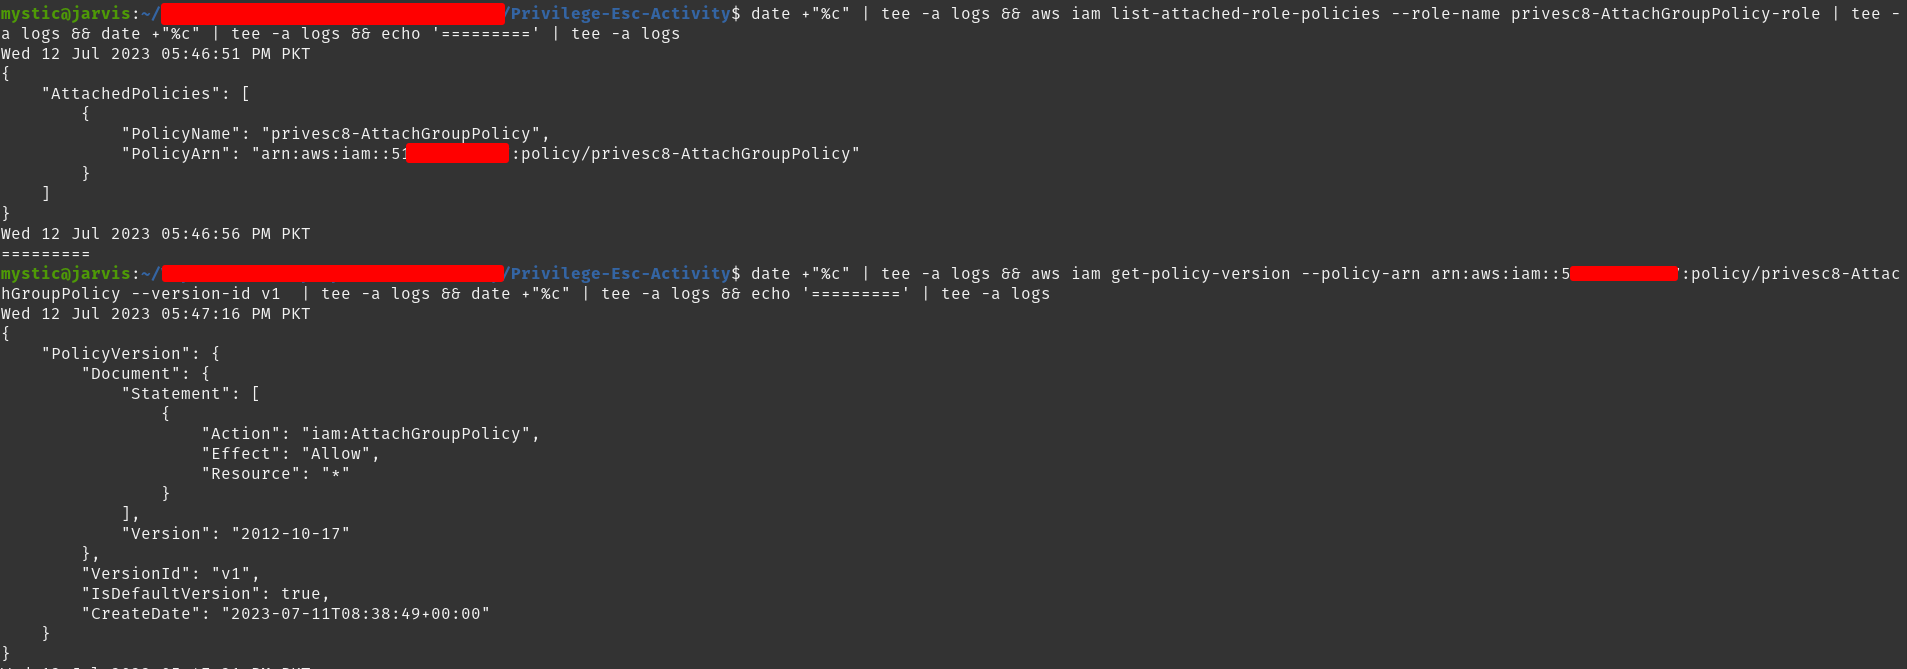 mystic@jarvis:~/ /Privilege-Esc-Activity$ date +"%c" | tee -a logs && aws iam list-attached-role-policies --role-name privesc8-AttachGroupPolicy-role | tee -
a logs && date +"%c" | tee -a logs && echo '=========' | tee -a logs
Wed 12 Jul 2023 05:46:51 PM PKT
{
    "AttachedPolicies": [
        {
            "PolicyName": "privesc8-AttachGroupPolicy",
            "PolicyArn": "arn:aws:iam::51 :policy/privesc8-AttachGroupPolicy"
        }
    ]
}
Wed 12 Jul 2023 05:46:56 PM PKT
=========
mystic@jarvis:~/ /Privilege-Esc-Activity$ date +"%c" | tee -a logs && aws iam get-policy-version --policy-arn arn:aws:iam::5 :policy/privesc8-Attac
hGroupPolicy --version-id v1  | tee -a logs && date +"%c" | tee -a logs && echo '=========' | tee -a logs
Wed 12 Jul 2023 05:47:16 PM PKT
{
    "PolicyVersion": {
        "Document": {
            "Statement": [
                {
                    "Action": "iam:AttachGroupPolicy",
                    "Effect": "Allow",
                    "Resource": "*"
                }
            ],
            "Version": "2012-10-17"
        },
        "VersionId": "v1",
        "IsDefaultVersion": true,
        "CreateDate": "2023-07-11T08:38:49+00:00"
    }
}